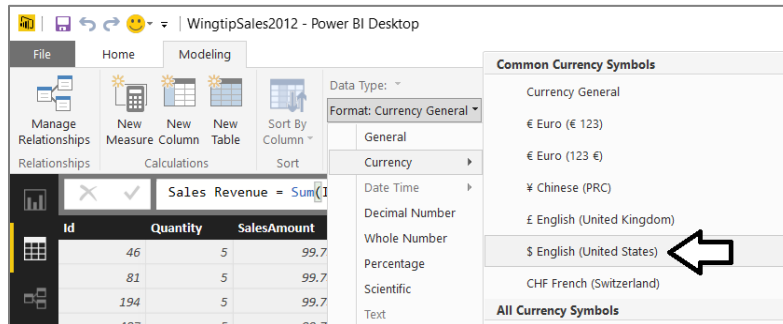 WingtipSales2012 - Power BI Desktop
File Home Modeling
Manage Relationships
New Measure
New Column
New Table
Sort By Column
Relationships Calculations Sort
Data Type:
Format: Currency General
General
Currency
Date Time
Decimal Number
Whole Number
Percentage
Scientific
Text
Common Currency Symbols
Currency General
€ Euro (€ 123)
€ Euro (123 €)
¥ Chinese (PRC)
£ English (United Kingdom)
$ English (United States)
CHF French (Switzerland)
All Currency Symbols
Sales Revenue = Sum(
Id Quantity SalesAmount
46 5 99.7
81 5 99.7
194 5 99.7